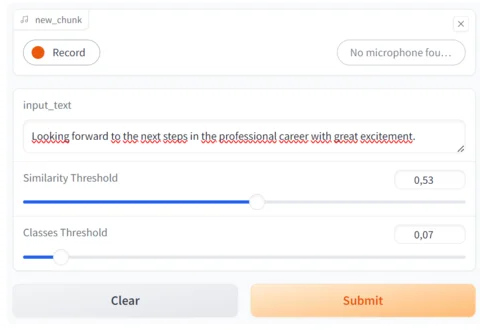 new_chunk
Record
No microphone fou…
input_text
Looking forward to the next steps in the professional career with great excitement.
Similarity Threshold
0,53
Classes Threshold
0,07
Clear
Submit